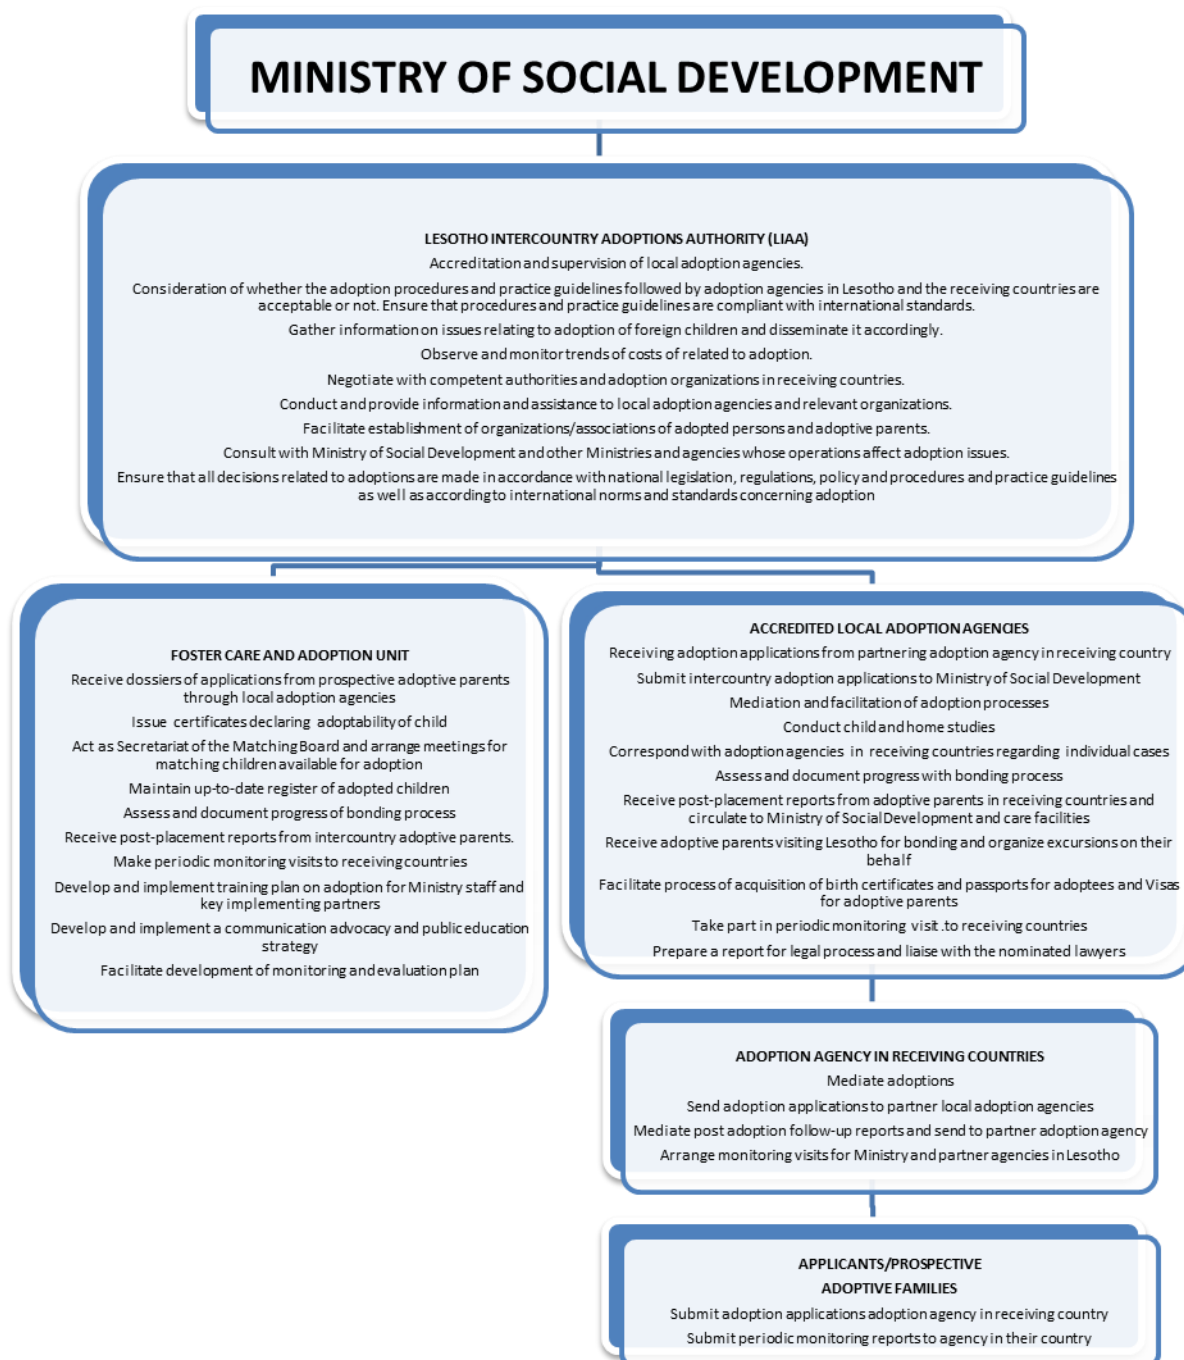 MINISTRY OF SOCIAL DEVELOPMENT
LESOTHO INTERCOUNTRY ADOPTIONS AUTHORITY (LIAA)
Accreditation and supervision of local adoption agencies.
Consideration of whether the adoption procedures and practice guidelines followed by adoption agencies in Lesotho and the receiving countries are
acceptable or not. Ensure that procedures and practice guidelines are compliant with international standards.
Gather information on issues relating to adoption of foreign children and disseminate it accordingly.
Observe and monitor trends of costs of related to adoption.
Negotiate with competent authorities and adoption organizations in receiving countries.
Conduct and provide information and assistance to local adoption agencies and relevant organizations.
Facilitate establishment of organizations/associations of adopted persons and adoptive parents.
Consult with Ministry of Social Development and other Ministries and agencies whose operations affect adoption issues.
Ensure that all decisions related to adoptions are made in accordance with national legislation, regulations, policy and procedures and practice guidelines
as well as according to international norms and standards concerning adoption
FOSTER CARE AND ADOPTION UNIT
Receive dossiers of applications from prospective adoptive parents
through local adoption agencies
Issue certificates declaring adoptability of child
Act as Secretariat of the Matching Board and arrange meetings for
matching children available for adoption
Maintain up-to-date register of adopted children
Assess and document progress of bonding process
Receive post-placement reports from intercountry adoptive parents.
Make periodic monitoring visits to receiving countries
Develop and implement training plan on adoption for Ministry staff and
key implementing partners
Develop and implement a communication advocacy and public education
strategy
Facilitate development of monitoring and evaluation plan
ACCREDITED LOCAL ADOPTION AGENCIES
Receiving adoption applications from partnering adoption agency in receiving country
Submit intercountry adoption applications to Ministry of Social Development
Mediation and facilitation of adoption processes
Conduct child and home studies
Correspond with adoption agencies in receiving countries regarding individual cases
Assess and document progress with bonding process
Receive post-placement reports from adoptive parents in receiving countries and
circulate to Ministry of Social Development and care facilities
Receive adoptive parents visiting Lesotho for bonding and organize excursions on their
behalf
Facilitate process of acquisition of birth certificates and passports for adoptees and Visas
for adoptive parents
Take part in periodic monitoring visit .to receiving countries
Prepare a report for legal process and liaise with the nominated lawyers
ADOPTION AGENCY IN RECEIVING COUNTRIES
Mediate adoptions
Send adoption applications to partner local adoption agencies
Mediate post adoption follow-up reports and send to partner adoption agency
Arrange monitoring visits for Ministry and partner agencies in Lesotho
APPLICANTS/PROSPECTIVE
ADOPTIVE FAMILIES
Submit adoption applications adoption agency in receiving country
Submit periodic monitoring reports to agency in their country